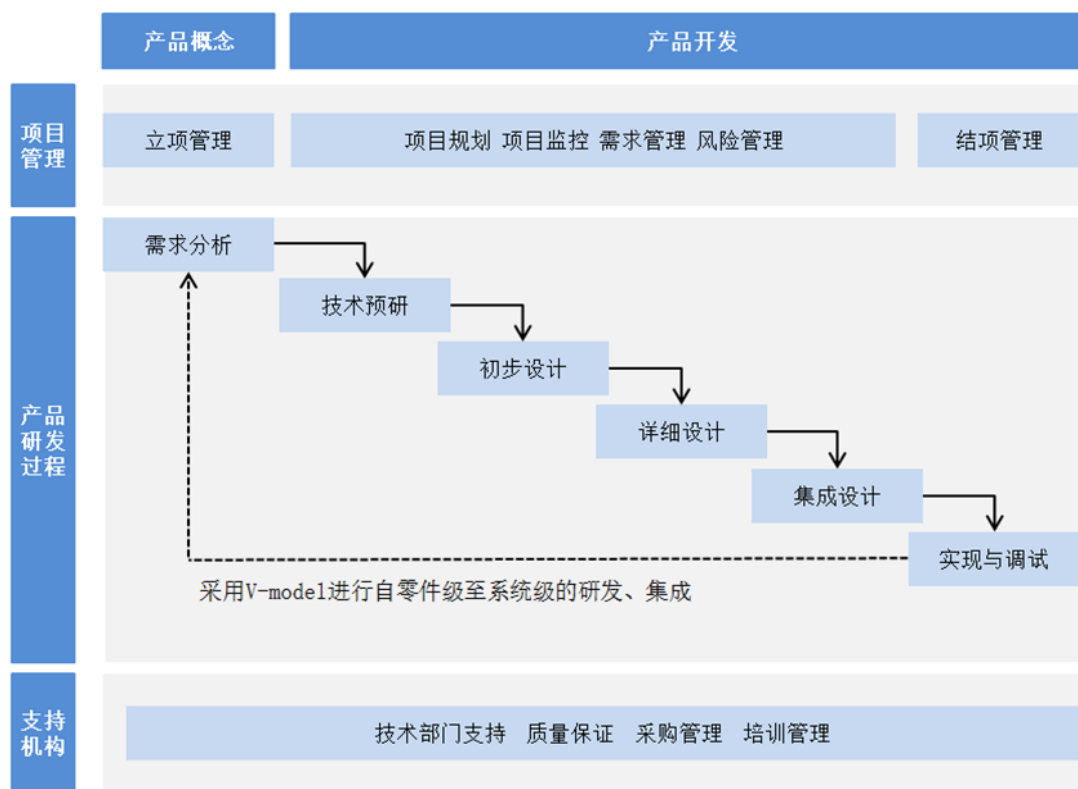 产品概念
产品开发
项目
管理
立项管理
项目规划 项目监控 需求管理 风险管理
结项管理
产品
研发
过程
需求分析
技术预研
初步设计
详细设计
集成设计
实现与调试
采用V-model进行自零件级至系统级的研发、集成
支持
机构
技术部门支持 质量保证 采购管理 培训管理